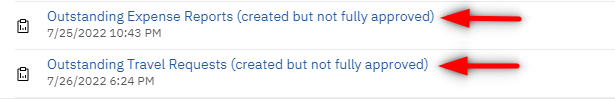 Outstanding Expense Reports (created but not fully approved)
7/25/2022 10:43 PM
Outstanding Travel Requests (created but not fully approved)
7/26/2022 6:24 PM